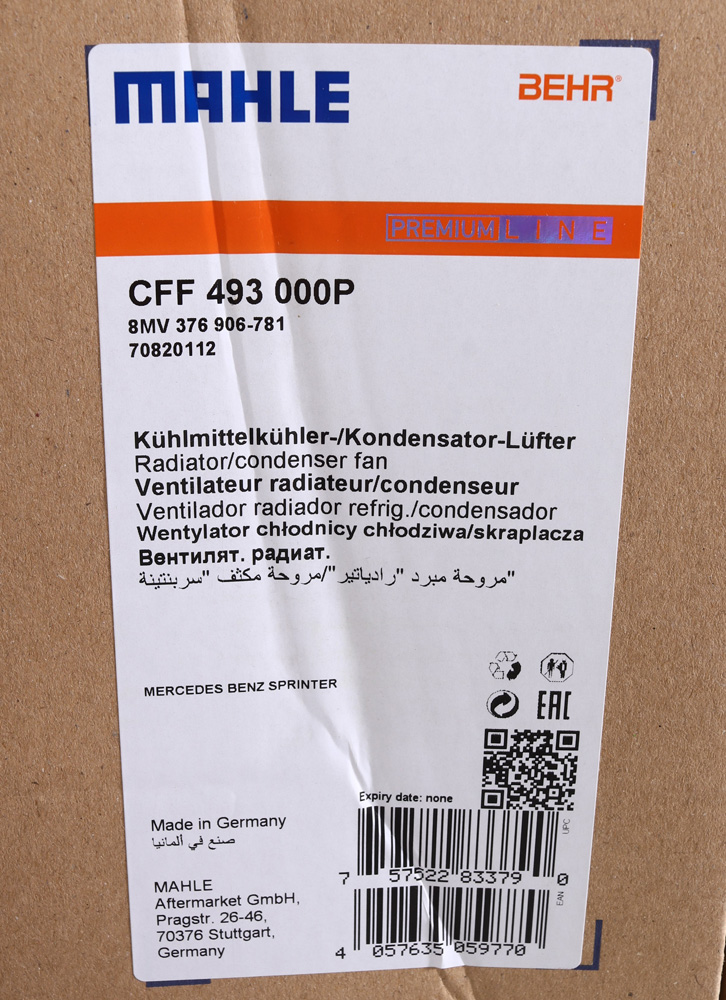 MAHLE
BEHR®
PREMIUM LINE
CFF 493 000P
8MV 376 906-781
70820112
Kühlmittelkühler-/Kondensator-Lüfter
Radiator/condenser fan
Ventilateur radiateur/condenseur
Ventilador radiador refrig./condensador
Wentylator chłodnicy chłodziwa/skraplacza
Вентилят. радиат.
مروحة مبرد "رادياتير"/مروحة مكثف "سربنتينة"
MERCEDES BENZ SPRINTER
EAC
Expiry date: none
Made in Germany
صنع في ألمانيا
UPC
7 57522 83379 0
MAHLE
Aftermarket GmbH,
Pragstr. 26-46,
70376 Stuttgart,
Germany
EAN
4 057635 059770